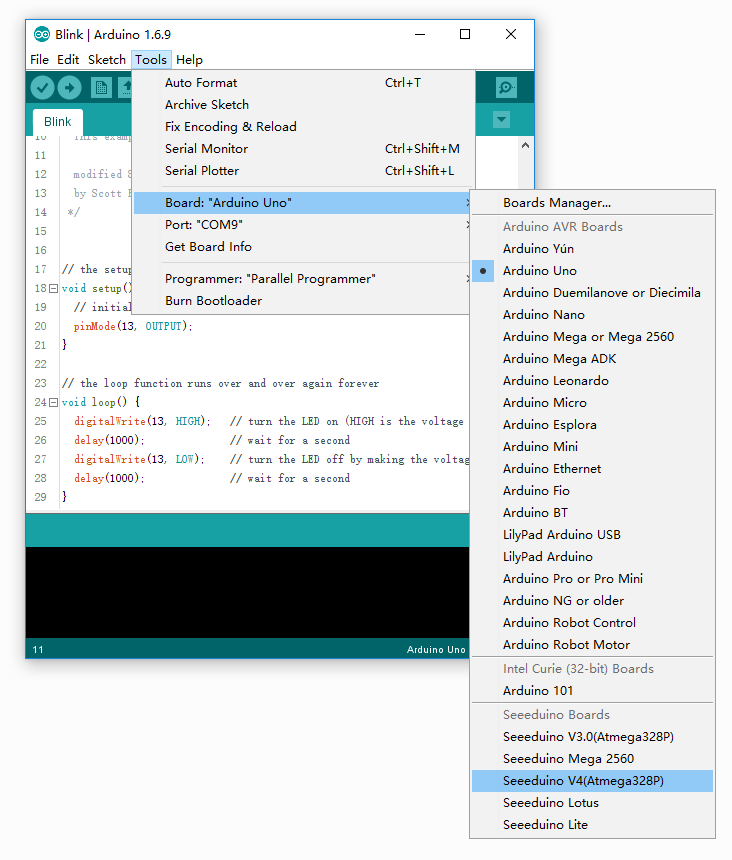 Blink | Arduino 1.6.9
File Edit Sketch Tools Help
Auto Format Ctrl+T
Archive Sketch
Fix Encoding & Reload
Serial Monitor Ctrl+Shift+M
Serial Plotter Ctrl+Shift+L
Board: "Arduino Uno"
Port: "COM9"
Get Board Info
Programmer: "Parallel Programmer"
Burn Bootloader
Blink
10 This exam
11
12 modified
13 by Scott
14 */
15
16
17 // the setup
18 void setup()
19 // initial
20 pinMode(13, OUTPUT);
21 }
22
23 // the loop function runs over and over again forever
24 void loop() {
25 digitalWrite(13, HIGH); // turn the LED on (HIGH is the voltage
26 delay(1000); // wait for a second
27 digitalWrite(13, LOW); // turn the LED off by making the voltag
28 delay(1000); // wait for a second
29 }
11 Arduino Uno
Boards Manager...
Arduino AVR Boards
Arduino Yún
Arduino Uno
Arduino Duemilanove or Diecimila
Arduino Nano
Arduino Mega or Mega 2560
Arduino Mega ADK
Arduino Leonardo
Arduino Micro
Arduino Esplora
Arduino Mini
Arduino Ethernet
Arduino Fio
Arduino BT
LilyPad Arduino USB
LilyPad Arduino
Arduino Pro or Pro Mini
Arduino NG or older
Arduino Robot Control
Arduino Robot Motor
Intel Curie (32-bit) Boards
Arduino 101
Seeeduino Boards
Seeeduino V3.0(Atmega328P)
Seeeduino Mega 2560
Seeeduino V4(Atmega328P)
Seeeduino Lotus
Seeeduino Lite